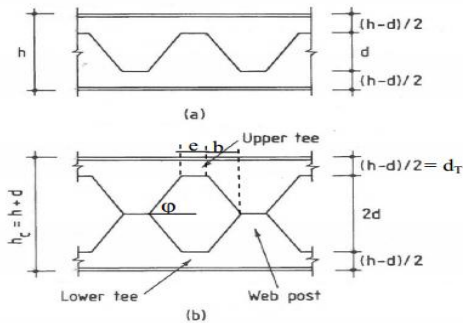 (h-d)/2
h
d
(h-d)/2
(a)
e b Upper tee
(h-d)/2 = d_T
h_c = h + d
φ
2d
Lower tee
Web post
(h-d)/2
(b)